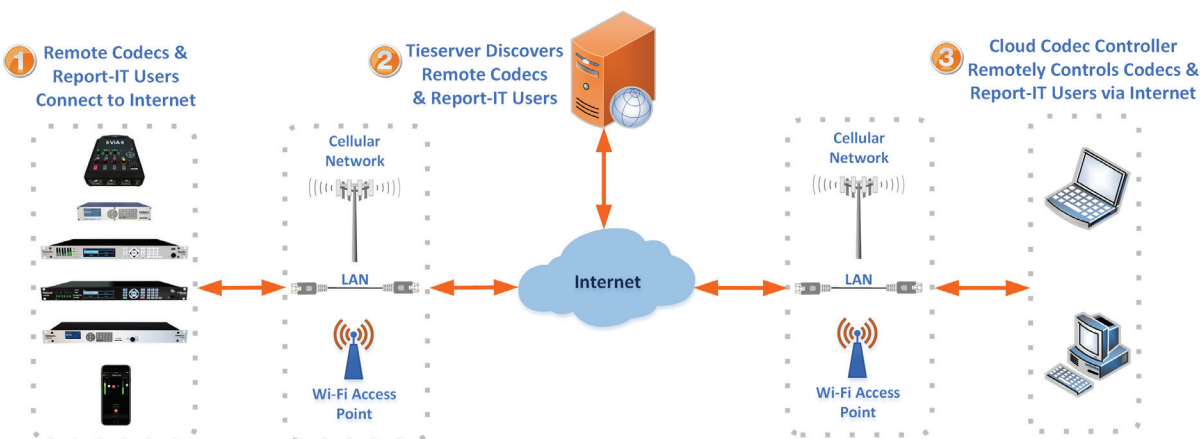 1
Remote Codecs &
Report-IT Users
Connect to Internet
2
Tieserver Discovers
Remote Codecs
& Report-IT Users
3
Cloud Codec Controller
Remotely Controls Codecs &
Report-IT Users via Internet
ViA
Cellular
Network
LAN
Wi-Fi Access
Point
Internet
Cellular
Network
LAN
Wi-Fi Access
Point